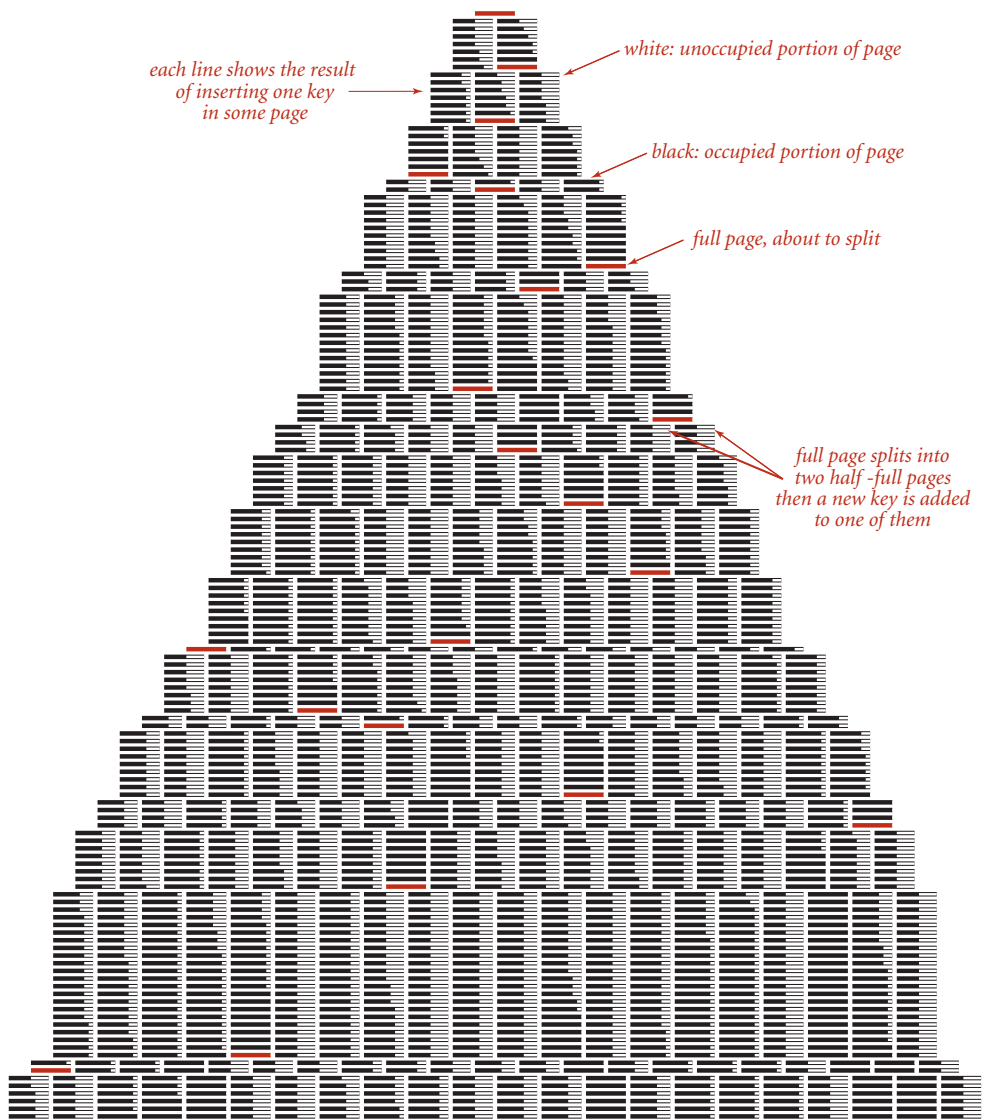 white: unoccupied portion of page
each line shows the result
of inserting one key
in some page
black: occupied portion of page
full page, about to split
full page splits into
two half -full pages
then a new key is added
to one of them